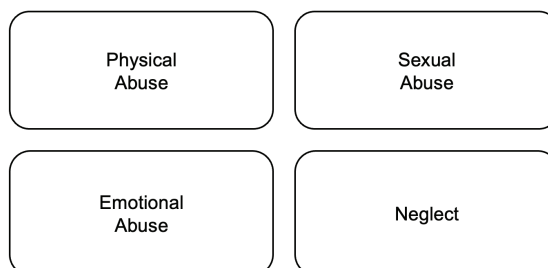 Physical
Abuse
Sexual
Abuse
Emotional
Abuse
Neglect